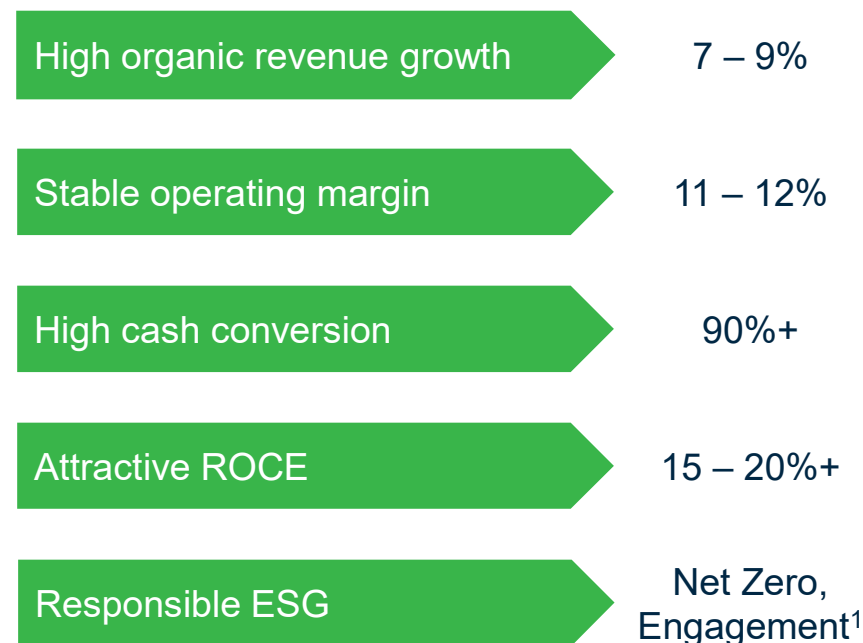 High organic revenue growth 7 – 9%
Stable operating margin 11 – 12%
High cash conversion 90%+
Attractive ROCE 15 – 20%+
Responsible ESG Net Zero,
Engagement¹